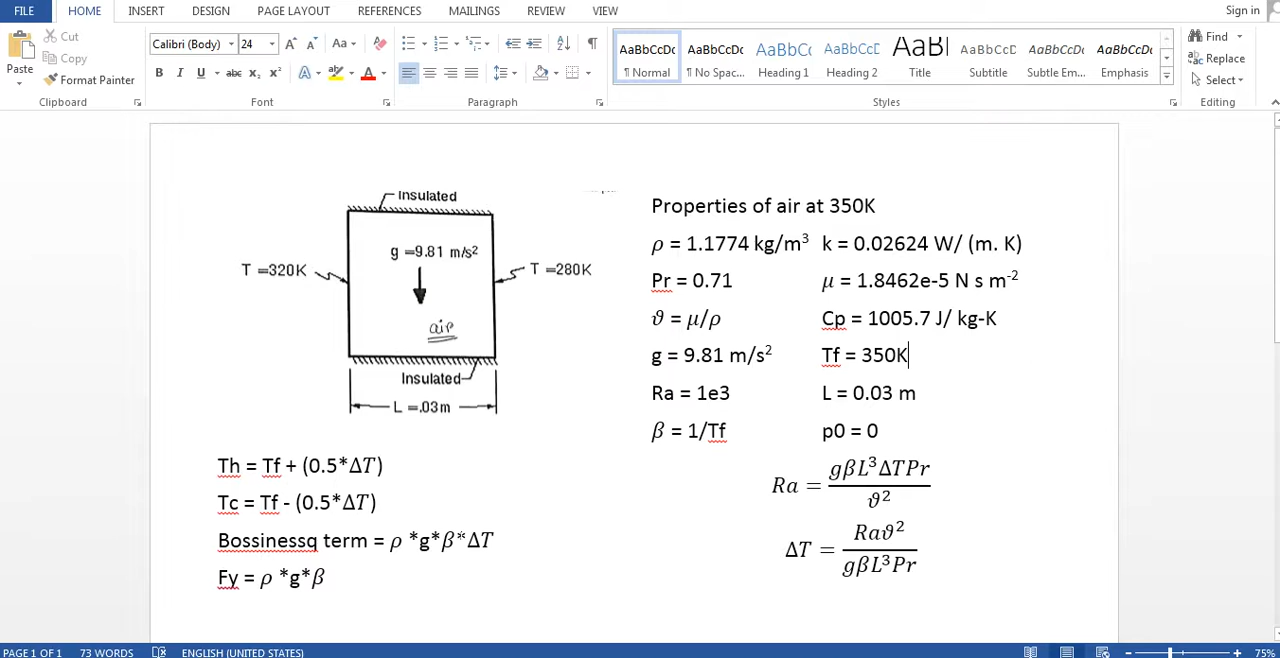 FILE HOME INSERT DESIGN PAGE LAYOUT REFERENCES MAILINGS REVIEW VIEW Sign in
Paste
Cut
Copy
Format Painter
Clipboard
Calibri (Body) 24 Aa
B I U abc x₂ x² A A
Font
Paragraph
AaBbCcDc AaBbCcDc AaBbCc AaBbCcD AaBl AaBbCcD AaBbCcDc AaBbCcDc
¶ Normal ¶ No Spac... Heading 1 Heading 2 Title Subtitle Subtle Em... Emphasis
Styles
Find
Replace
Select
Editing
Insulated
g =9.81 m/s²
T =320K
T =280K
air
Insulated
L =.03m
Th = Tf + (0.5*ΔT)
Tc = Tf - (0.5*ΔT)
Bossinessq term = ρ *g*β*ΔT
Fy = ρ *g*β
Properties of air at 350K
ρ = 1.1774 kg/m³ k = 0.02624 W/ (m. K)
Pr = 0.71 μ = 1.8462e-5 N s m⁻²
ϑ = μ/ρ Cp = 1005.7 J/ kg-K
g = 9.81 m/s² Tf = 350K
Ra = 1e3 L = 0.03 m
β = 1/Tf p0 = 0
Ra = gβL³ΔTPr / ϑ²
ΔT = Raϑ² / gβL³Pr
PAGE 1 OF 1 73 WORDS ENGLISH (UNITED STATES) 75%